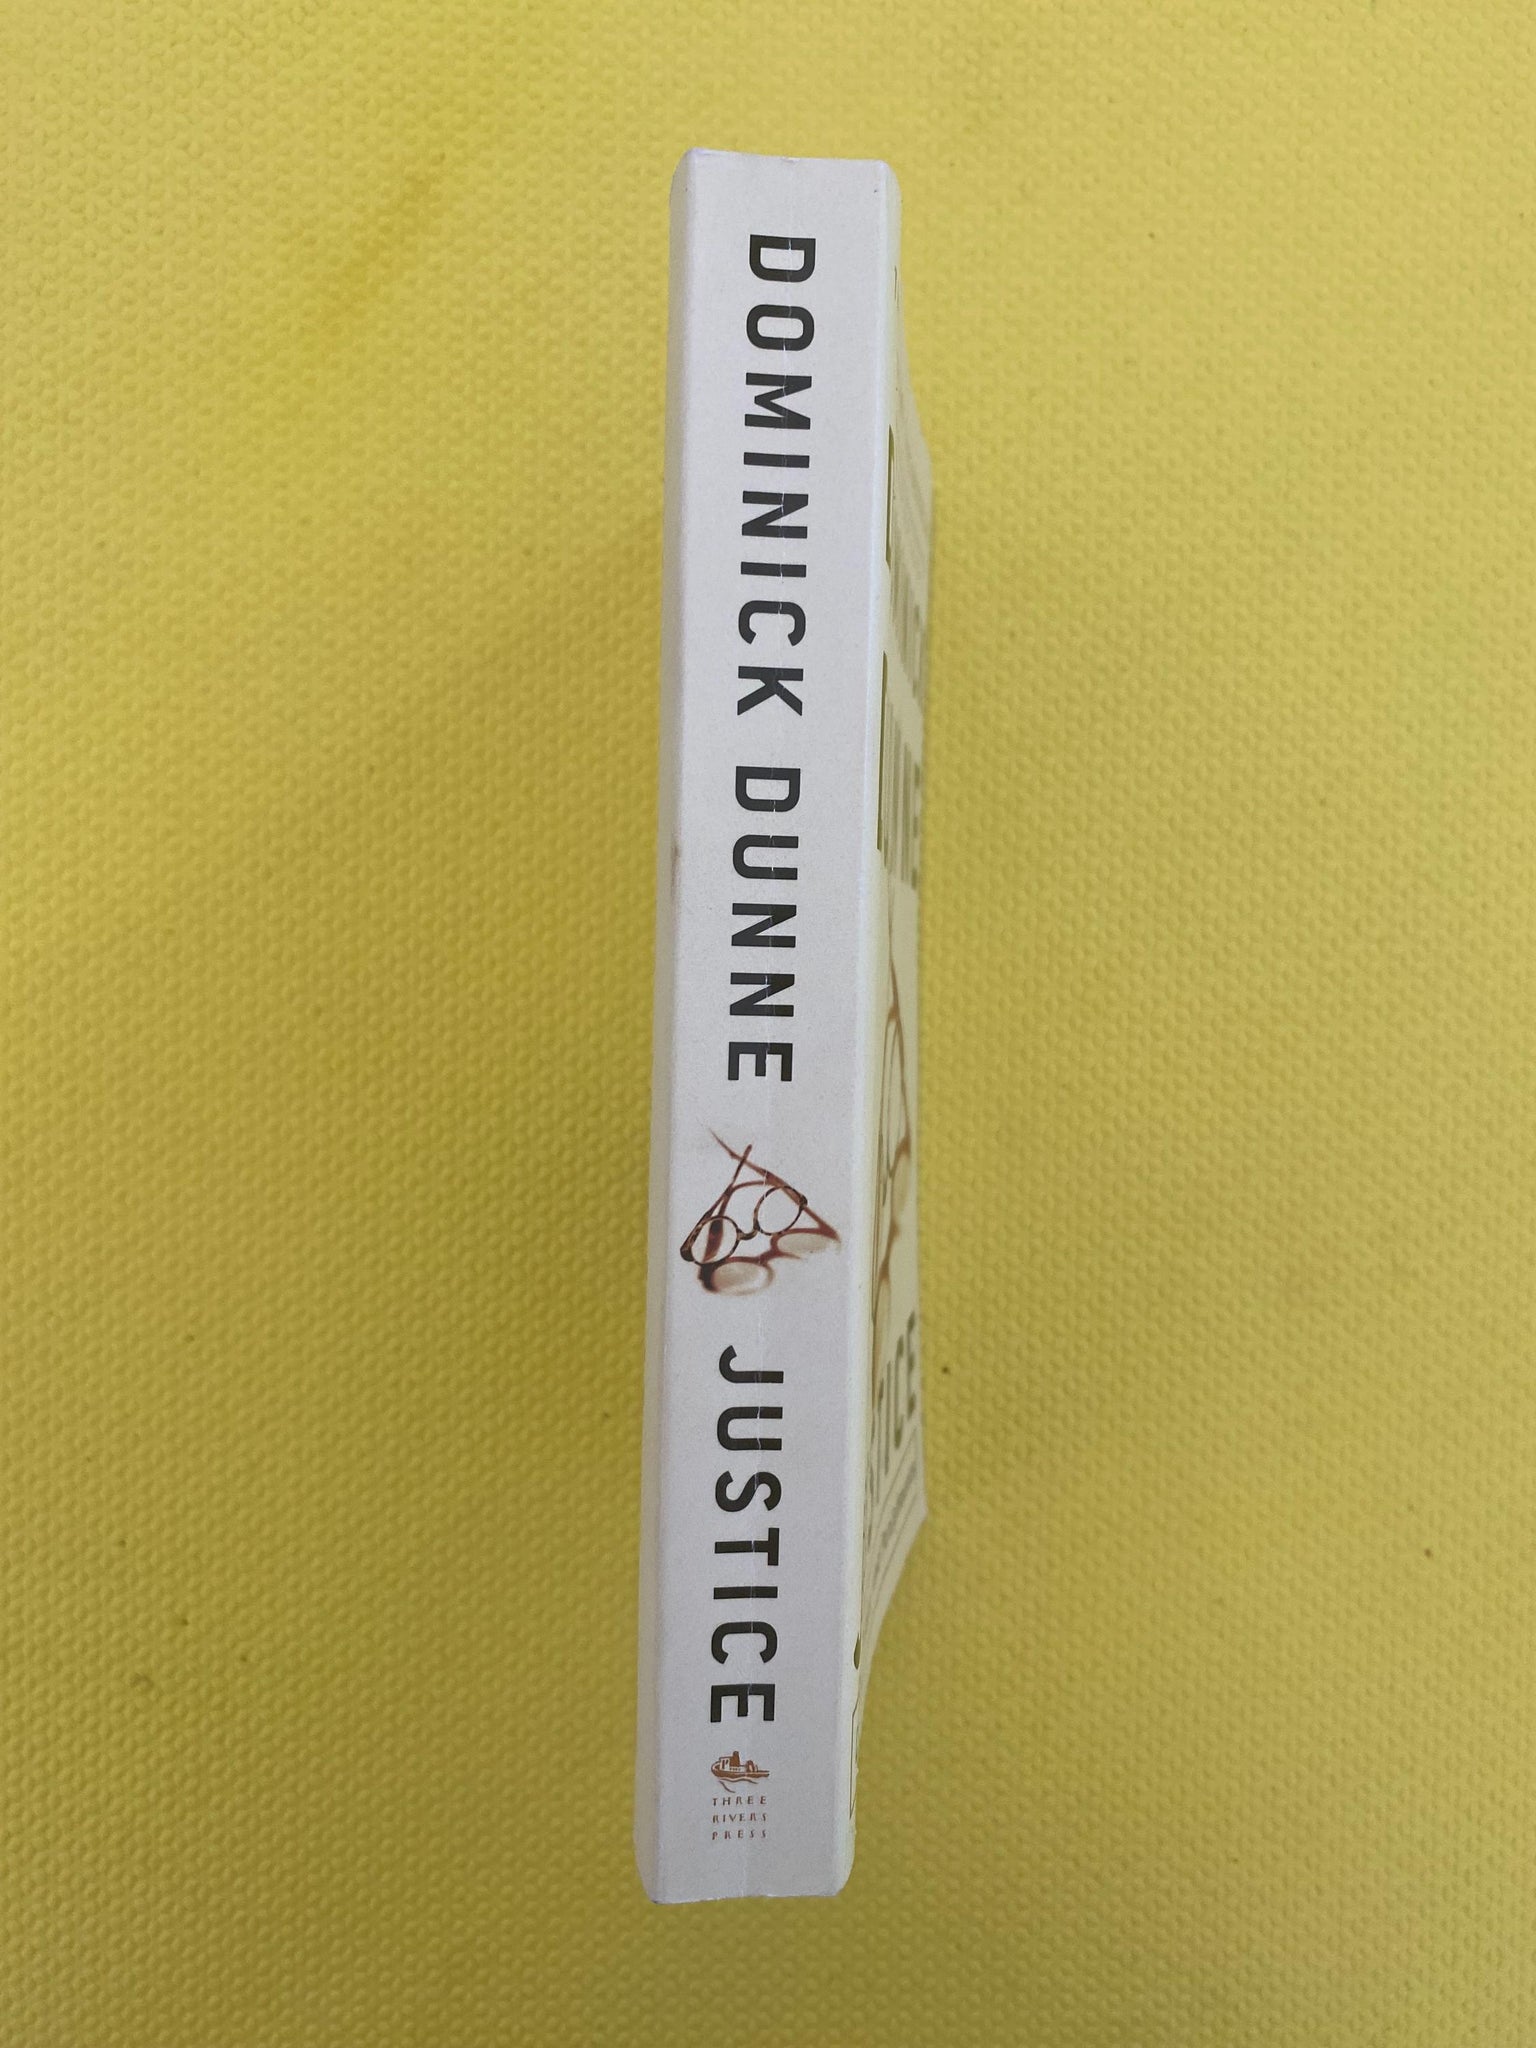 DOMINICK DUNNE
JUSTICE
THREE
RIVERS
PRESS